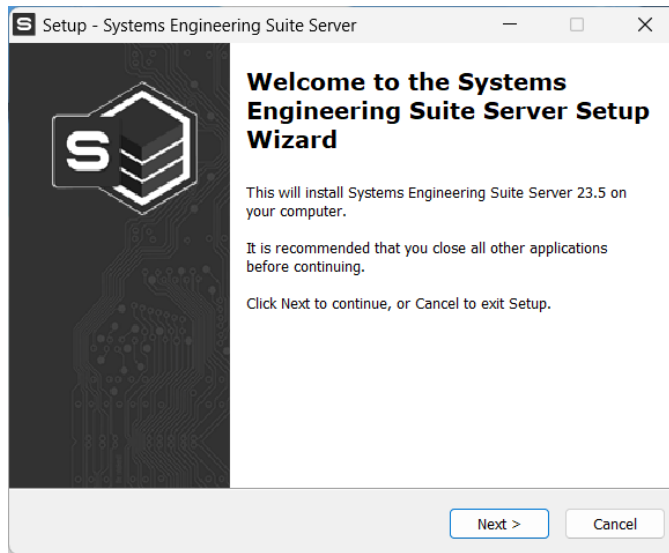 S Setup - Systems Engineering Suite Server
S
Welcome to the Systems
Engineering Suite Server Setup
Wizard
This will install Systems Engineering Suite Server 23.5 on
your computer.
It is recommended that you close all other applications
before continuing.
Click Next to continue, or Cancel to exit Setup.
Next >
Cancel